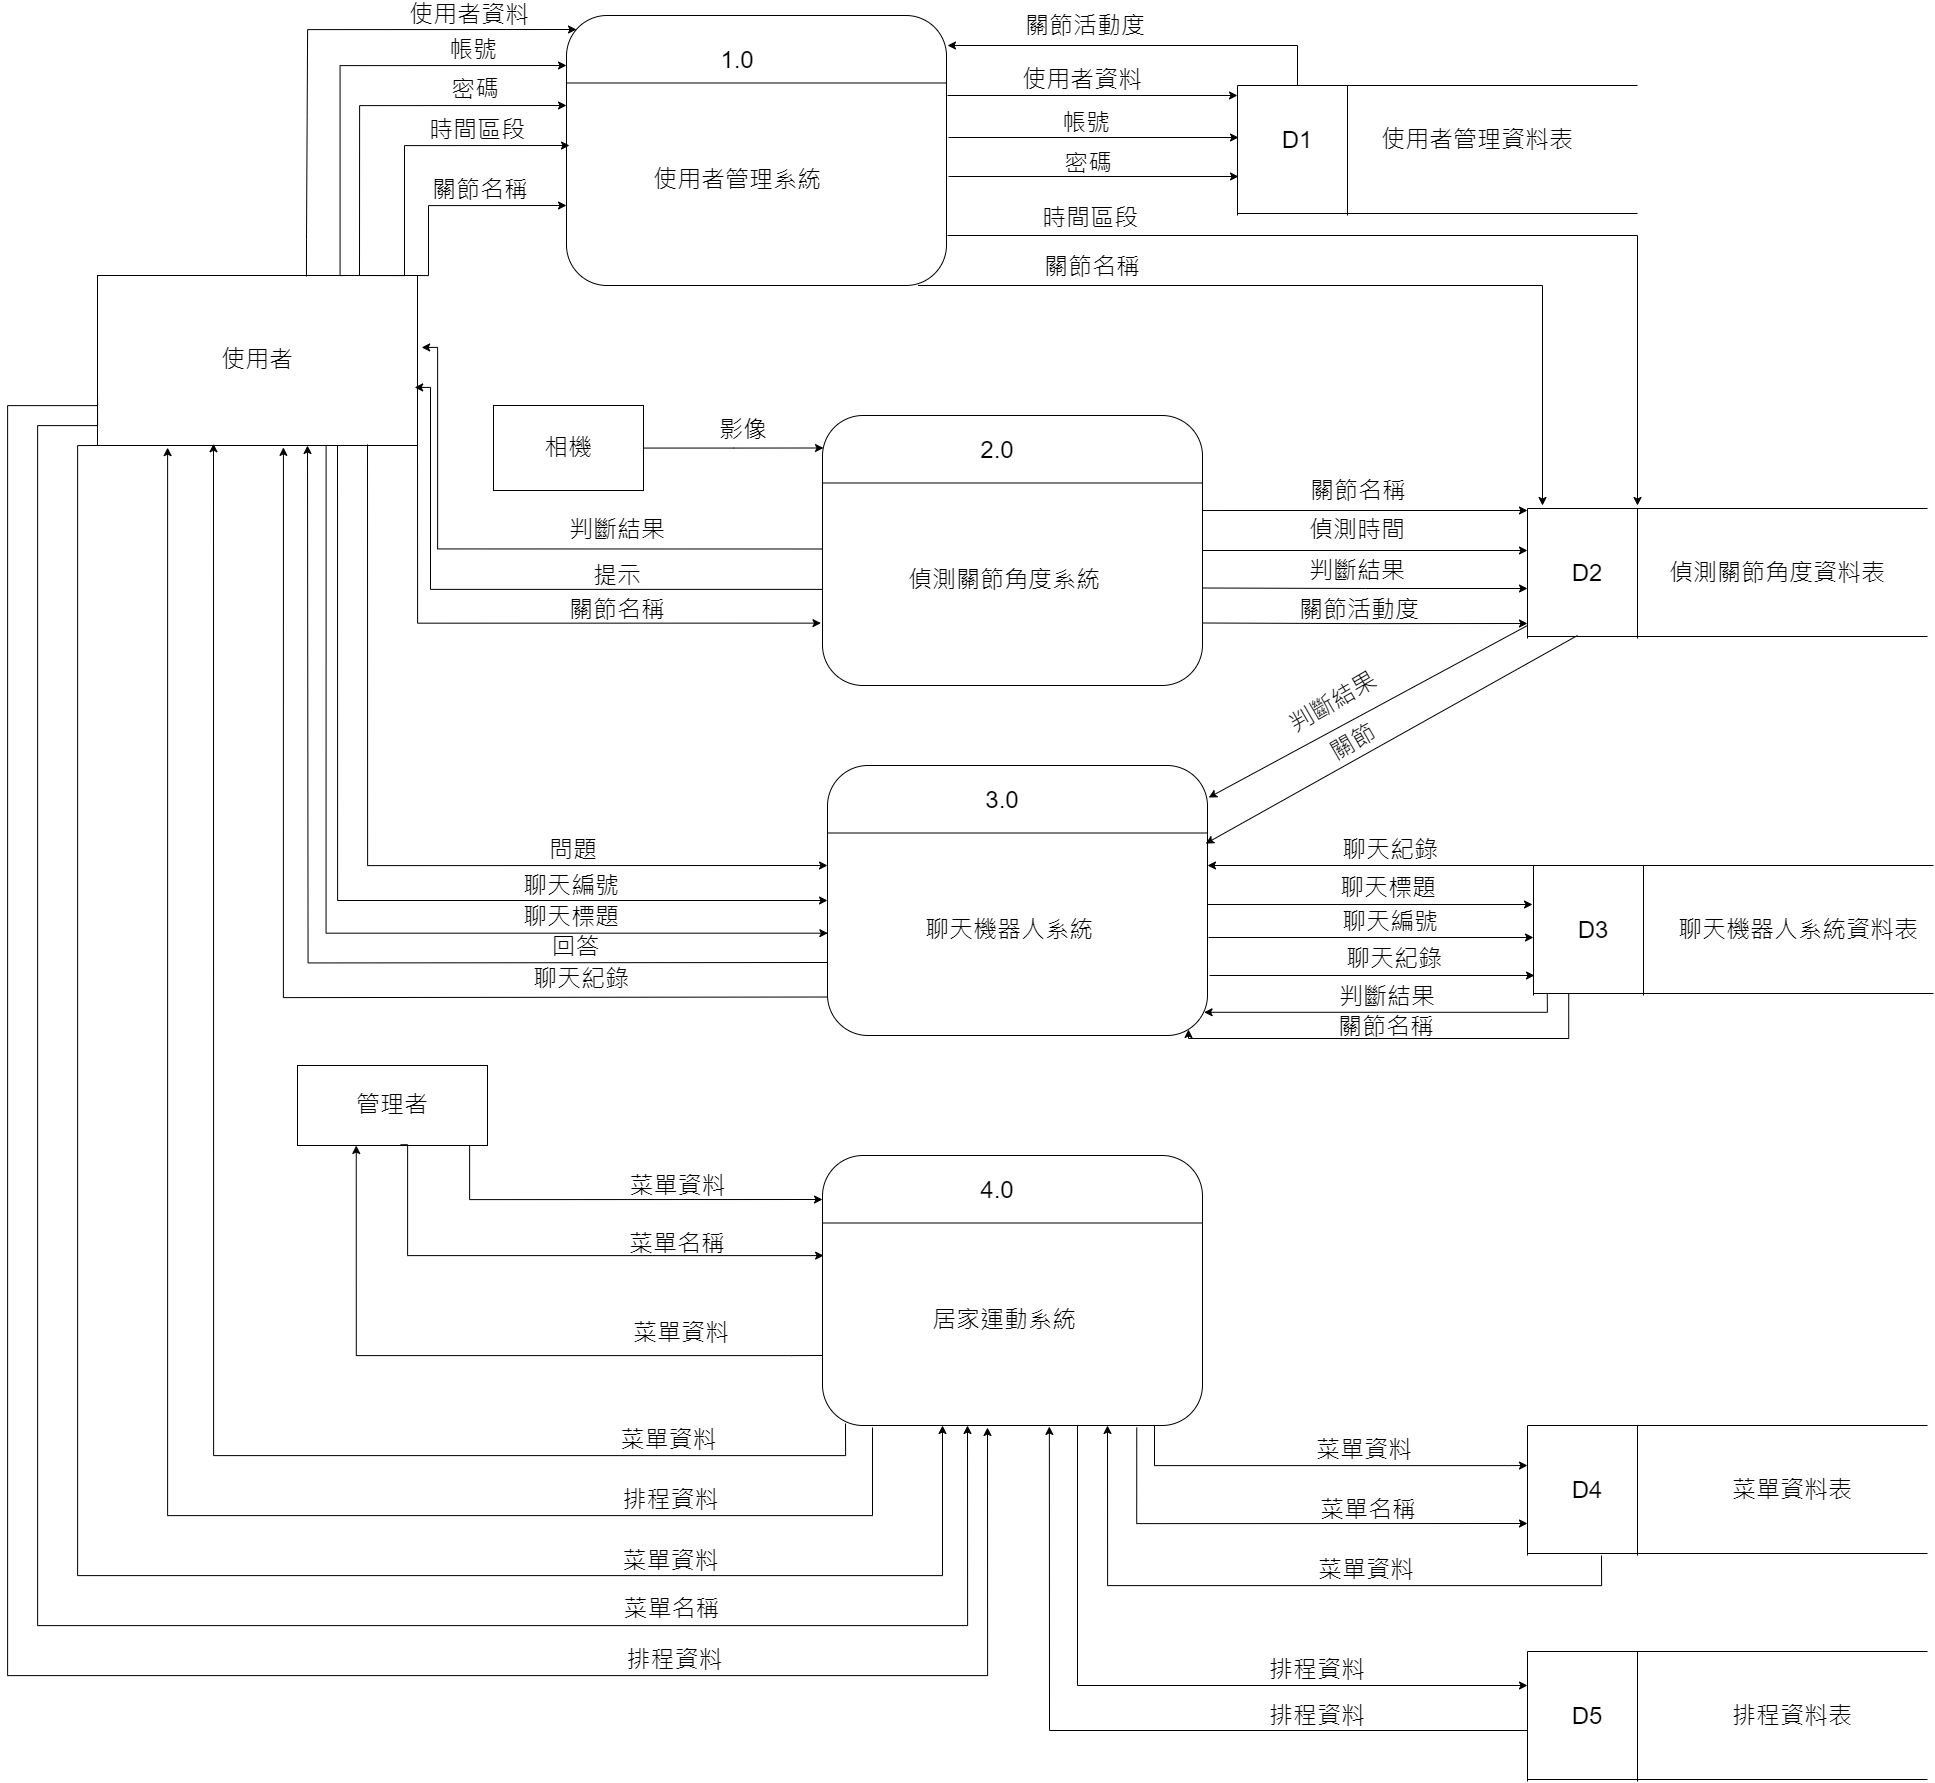 使用者資料
帳號
密碼
時間區段
關節名稱
1.0
使用者管理系統
關節活動度
使用者資料
帳號
密碼
時間區段
關節名稱
D1
使用者管理資料表
使用者
相機
影像
2.0
偵測關節角度系統
判斷結果
提示
關節名稱
關節名稱
偵測時間
判斷結果
關節活動度
D2
偵測關節角度資料表
判斷結果
關節
3.0
聊天機器人系統
問題
聊天編號
聊天標題
回答
聊天紀錄
聊天紀錄
聊天標題
聊天編號
聊天紀錄
判斷結果
關節名稱
D3
聊天機器人系統資料表
管理者
菜單資料
菜單名稱
菜單資料
4.0
居家運動系統
菜單資料
排程資料
菜單資料
菜單名稱
排程資料
菜單資料
菜單名稱
菜單資料
D4
菜單資料表
排程資料
排程資料
D5
排程資料表